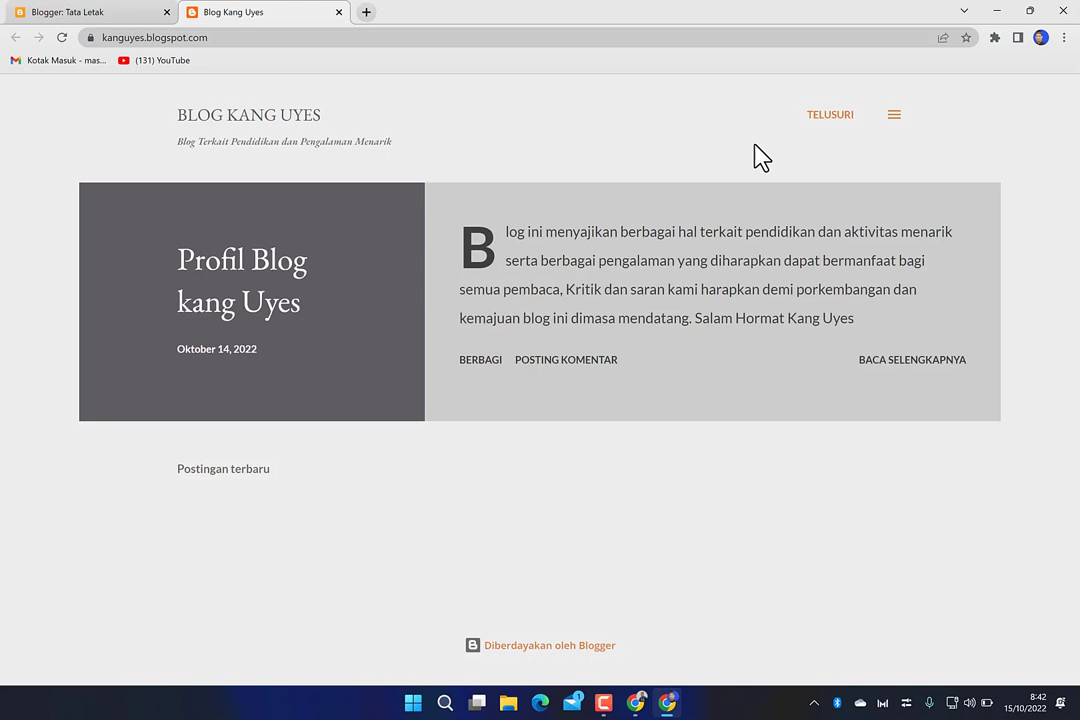 Blogger: Tata Letak
Blog Kang Uyes
kanguyes.blogspot.com
Kotak Masuk - mas...
(131) YouTube
BLOG KANG UYES
Blog Terkait Pendidikan dan Pengalaman Menarik
TELUSURI
Profil Blog
kang Uyes
Oktober 14, 2022
Blog ini menyajikan berbagai hal terkait pendidikan dan aktivitas menarik
serta berbagai pengalaman yang diharapkan dapat bermanfaat bagi
semua pembaca, Kritik dan saran kami harapkan demi porkembangan dan
kemajuan blog ini dimasa mendatang. Salam Hormat Kang Uyes
BERBAGI
POSTING KOMENTAR
BACA SELENGKAPNYA
Postingan terbaru
Diberdayakan oleh Blogger
1
8:42
15/10/2022